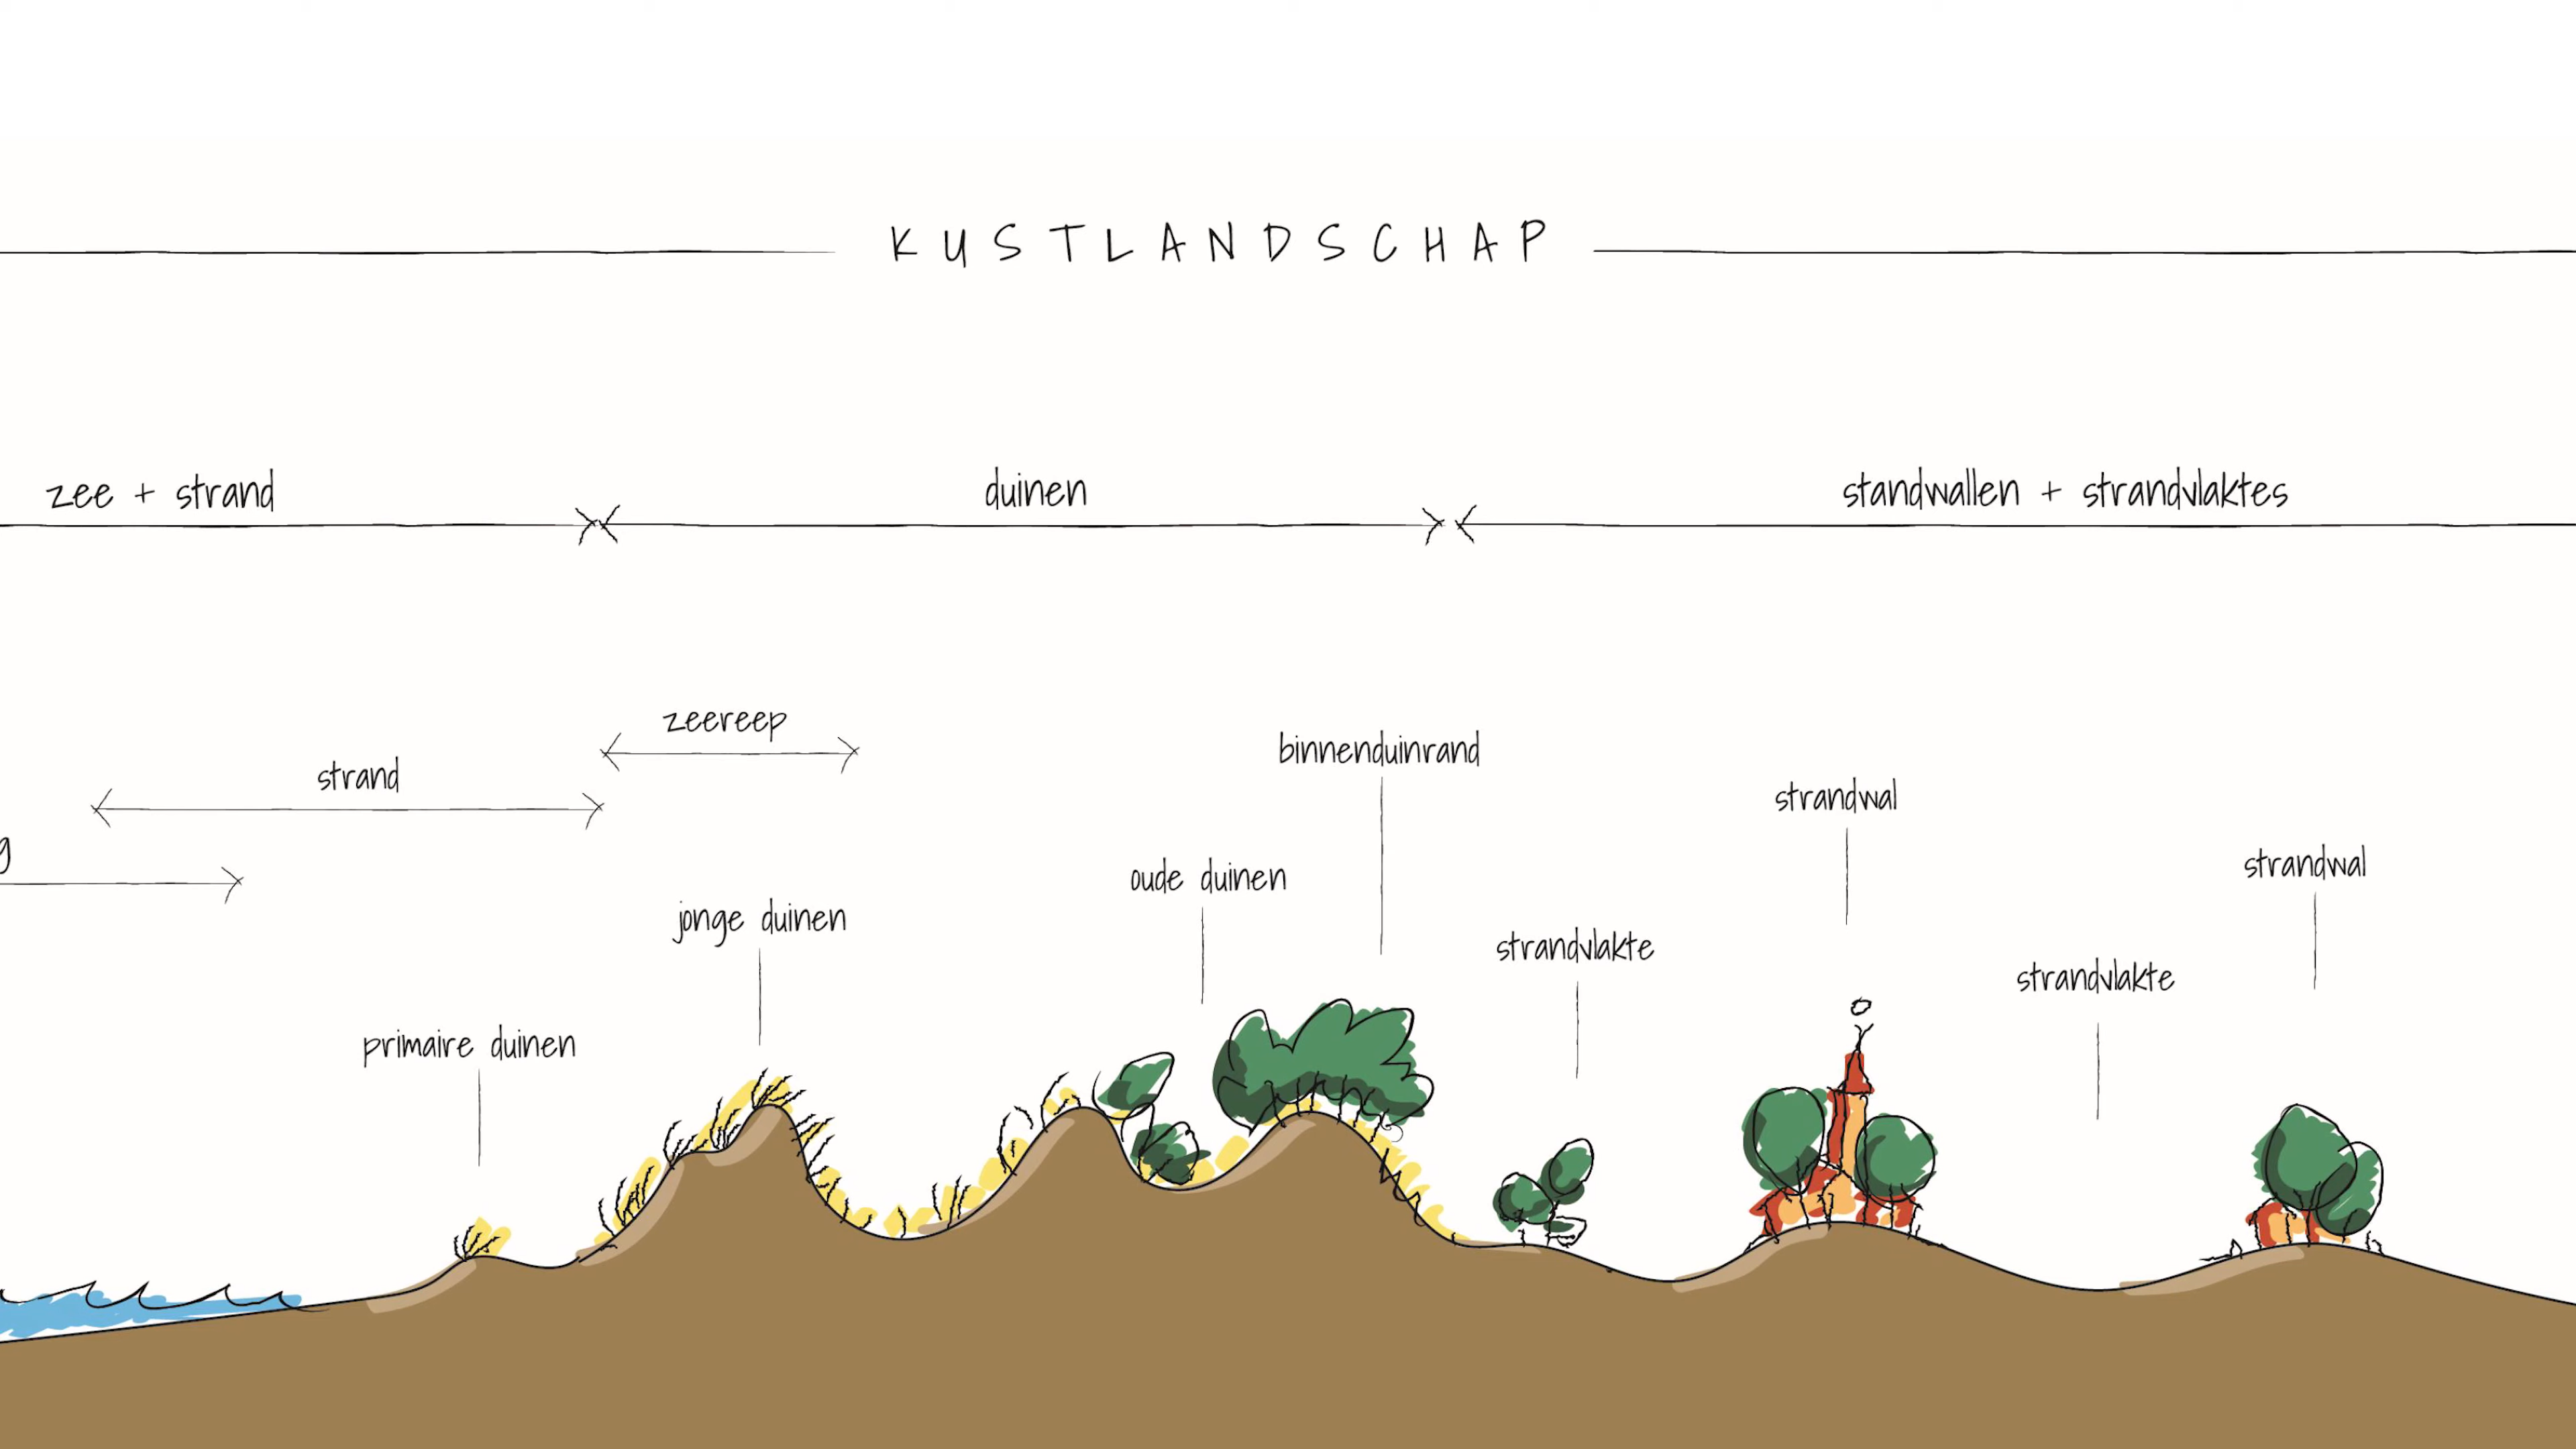 KUSTLANDSCHAP
zee + strand
duinen
standwallen + strandvlaktes
zeereep
strand
binnenduinrand
strandwal
g
oude duinen
strandwal
jonge duinen
strandvlakte
strandvlakte
primaire duinen